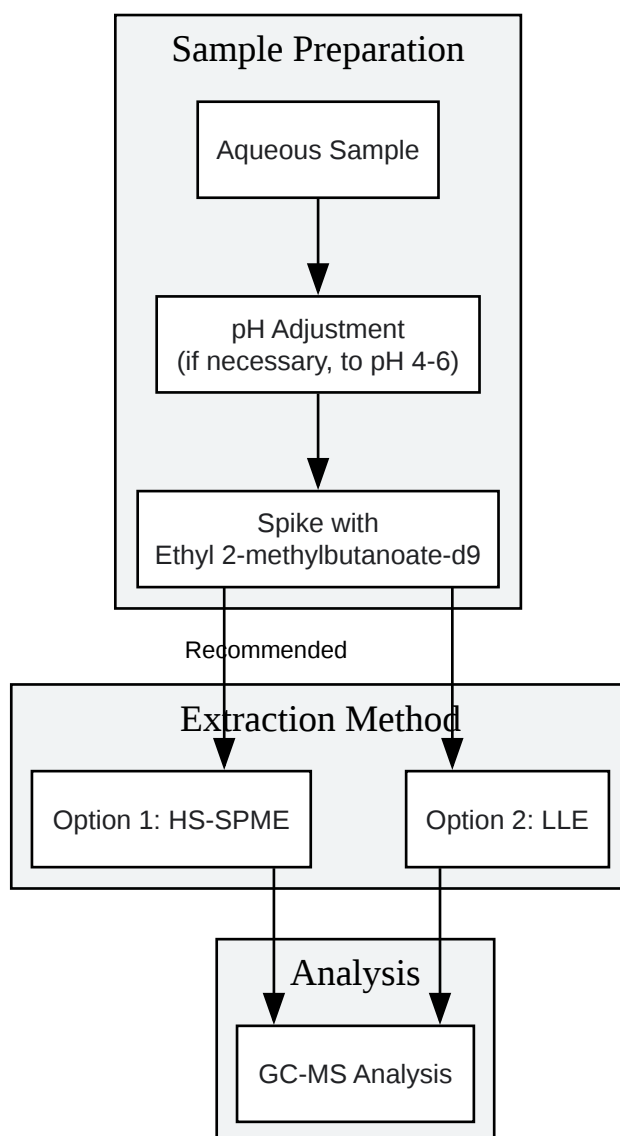 Sample Preparation
Aqueous Sample
pH Adjustment
(if necessary, to pH 4-6)
Spike with
Ethyl 2-methylbutanoate-d9
Recommended
Extraction Method
Option 1: HS-SPME
Option 2: LLE
Analysis
GC-MS Analysis